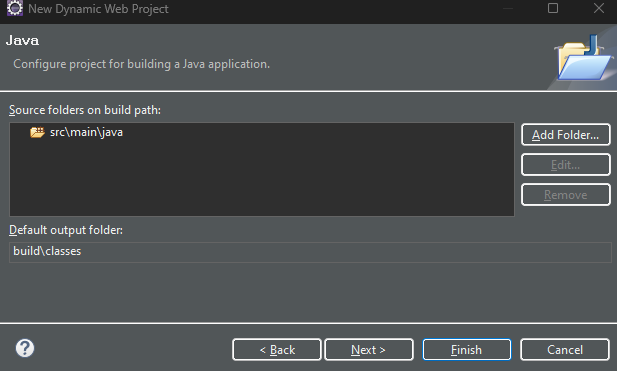 New Dynamic Web Project
Java
Configure project for building a Java application.
Source folders on build path:
src\main\java
Add Folder...
Edit...
Remove
Default output folder:
build\classes
?
< Back
Next >
Finish
Cancel